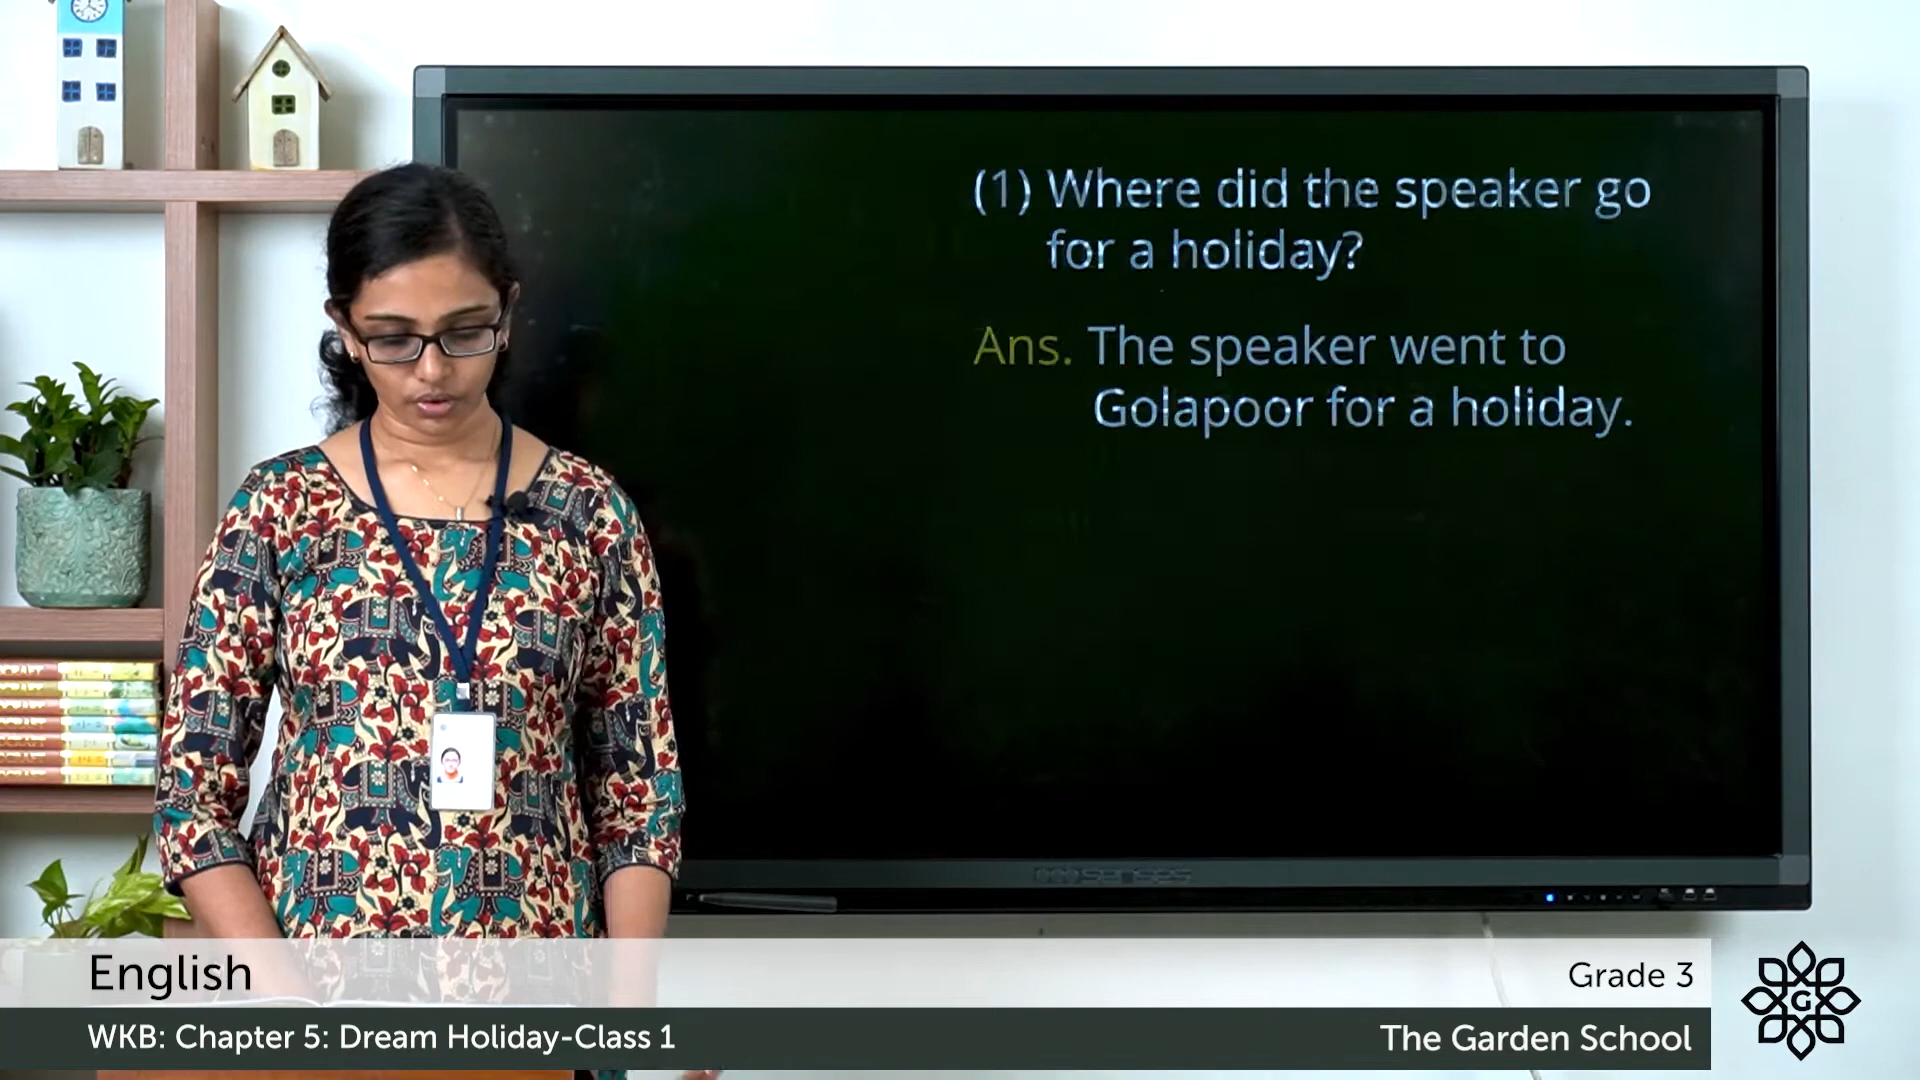 (1) Where did the speaker go
for a holiday?
Ans. The speaker went to
Golapoor for a holiday.
English
Grade 3
WKB: Chapter 5: Dream Holiday-Class 1
The Garden School
G